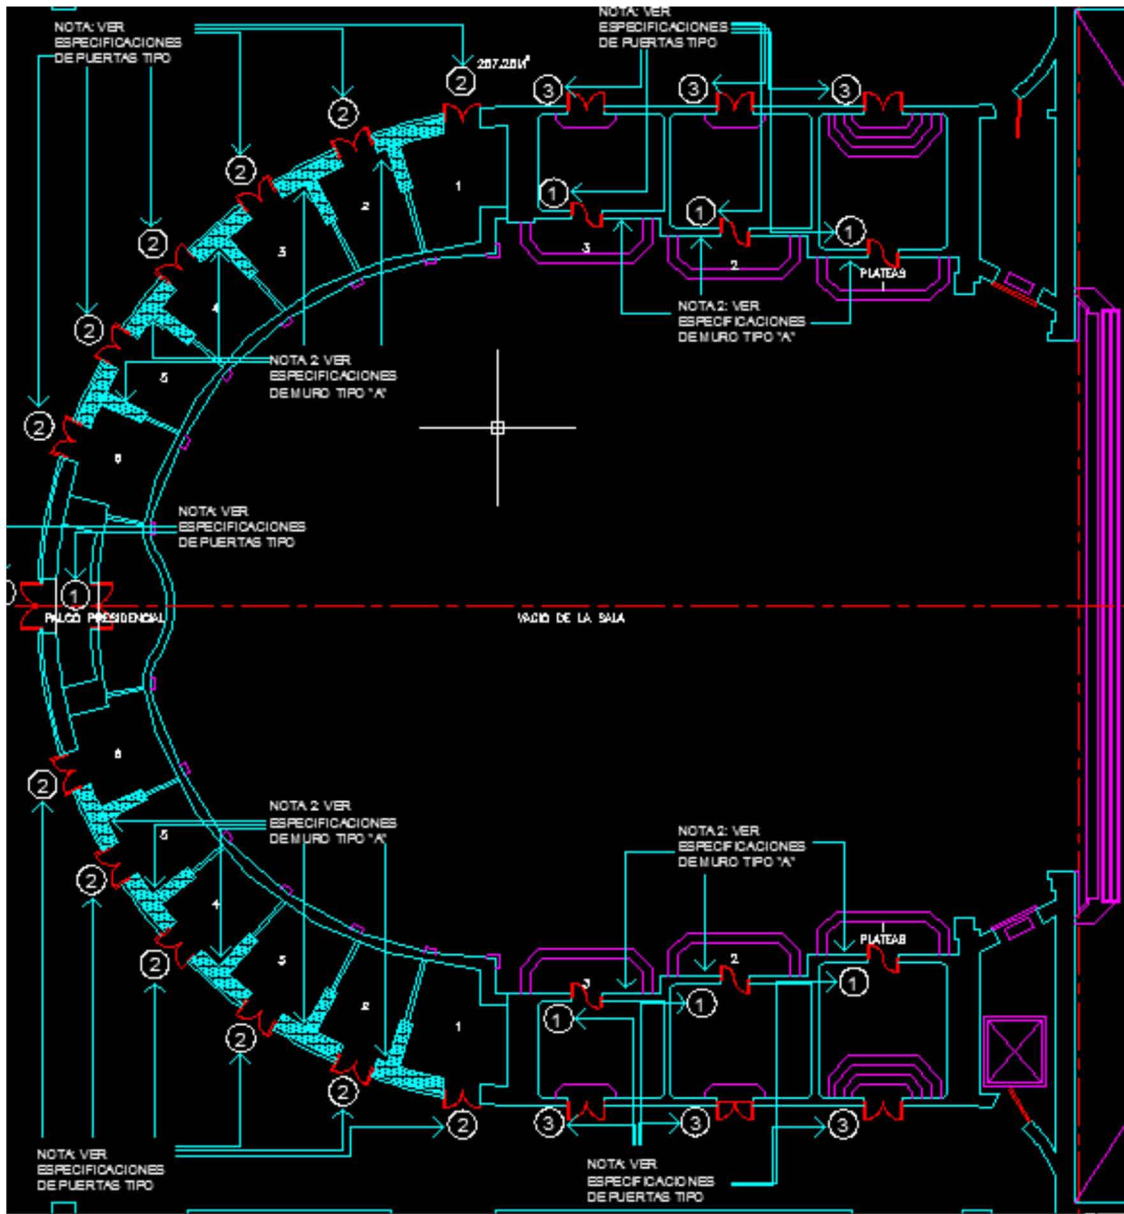 NOTA: VER
ESPECIFICACIONES
DE PUERTAS TIPO
NOTA: VER
ESPECIFICACIONES
DE PUERTAS TIPO
2
2
2
2
2
2
2
3
3
3
1
1
1
1
2
3
4
5
6
3
2
PLATEAS
1
NOTA 2: VER
ESPECIFICACIONES
DE MURO TIPO "A"
NOTA 2: VER
ESPECIFICACIONES
DE MURO TIPO "A"
NOTA: VER
ESPECIFICACIONES
DE PUERTAS TIPO
1
PALCO PRESIDENCIAL
VACIO DE LA SALA
6
5
4
3
2
1
NOTA 2: VER
ESPECIFICACIONES
DE MURO TIPO "A"
NOTA 2: VER
ESPECIFICACIONES
DE MURO TIPO "A"
1
PLATEAS
2
3
1
1
1
2
2
2
2
2
2
3
3
3
NOTA: VER
ESPECIFICACIONES
DE PUERTAS TIPO
NOTA: VER
ESPECIFICACIONES
DE PUERTAS TIPO